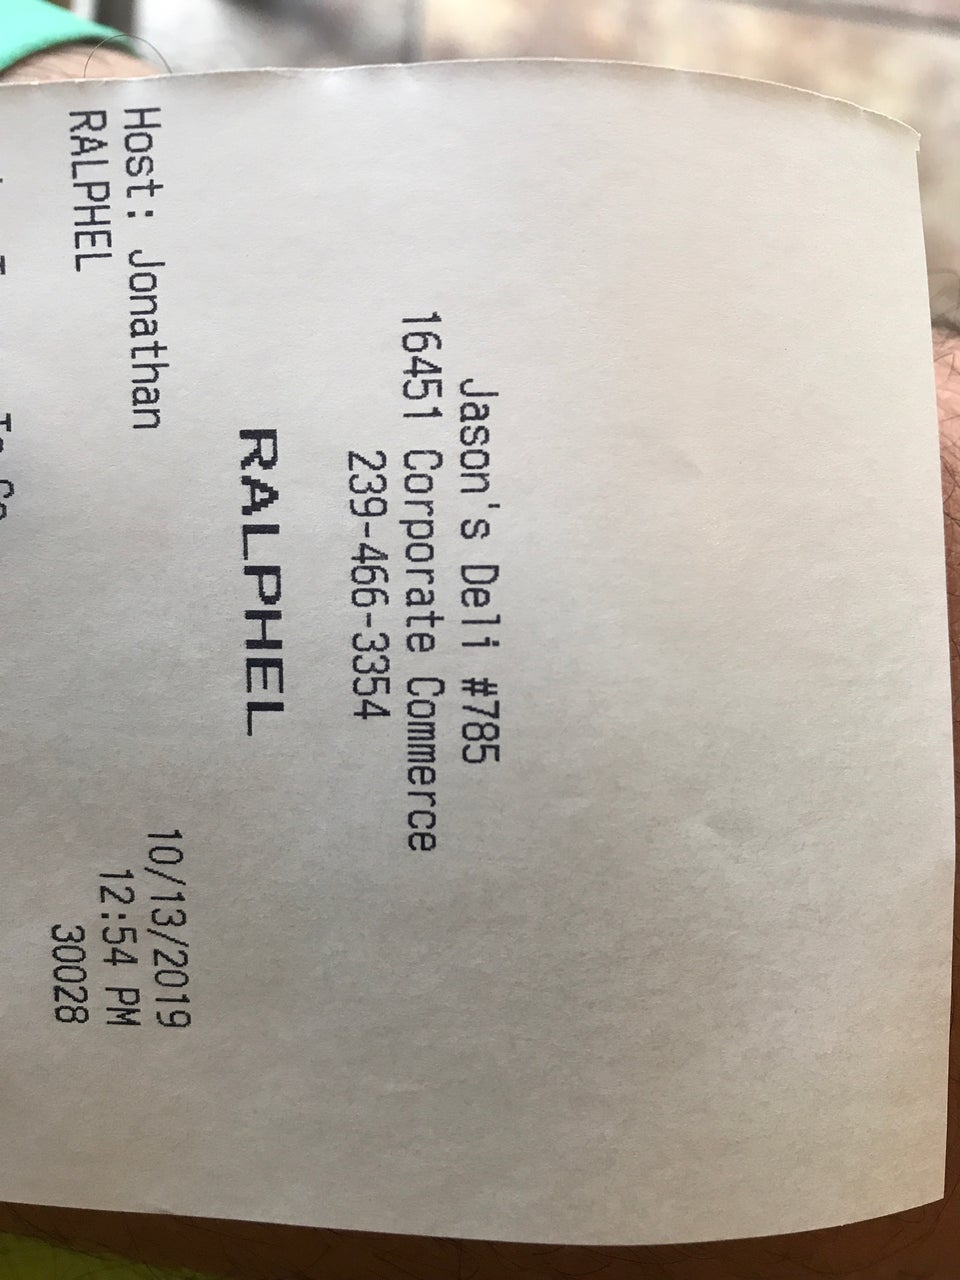 Jason's Deli #785
16451 Corporate Commerce
239-466-3354
RALPHEL
10/13/2019
Host: Jonathan
12:54 PM
RALPHEL
30028